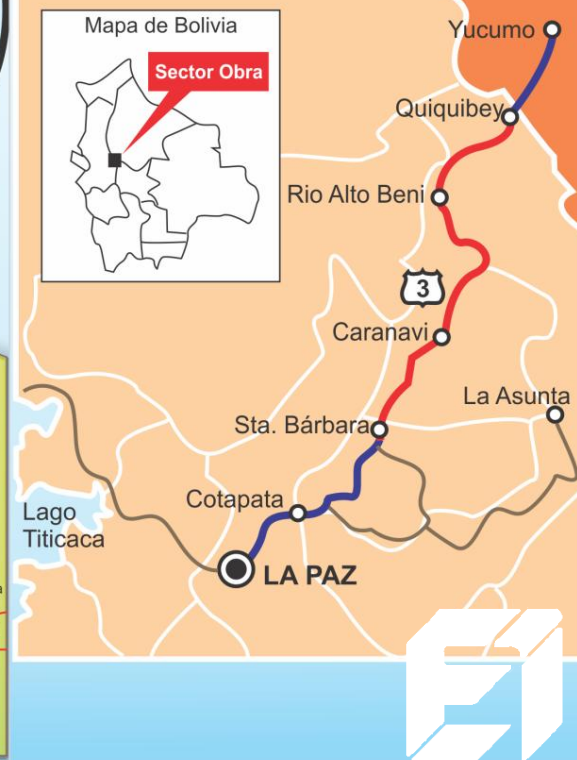 Mapa de Bolivia
Sector Obra
Yucumo
Quiquibey
Rio Alto Beni
3
Caranavi
La Asunta
Sta. Bárbara
Cotapata
Lago
Titicaca
LA PAZ